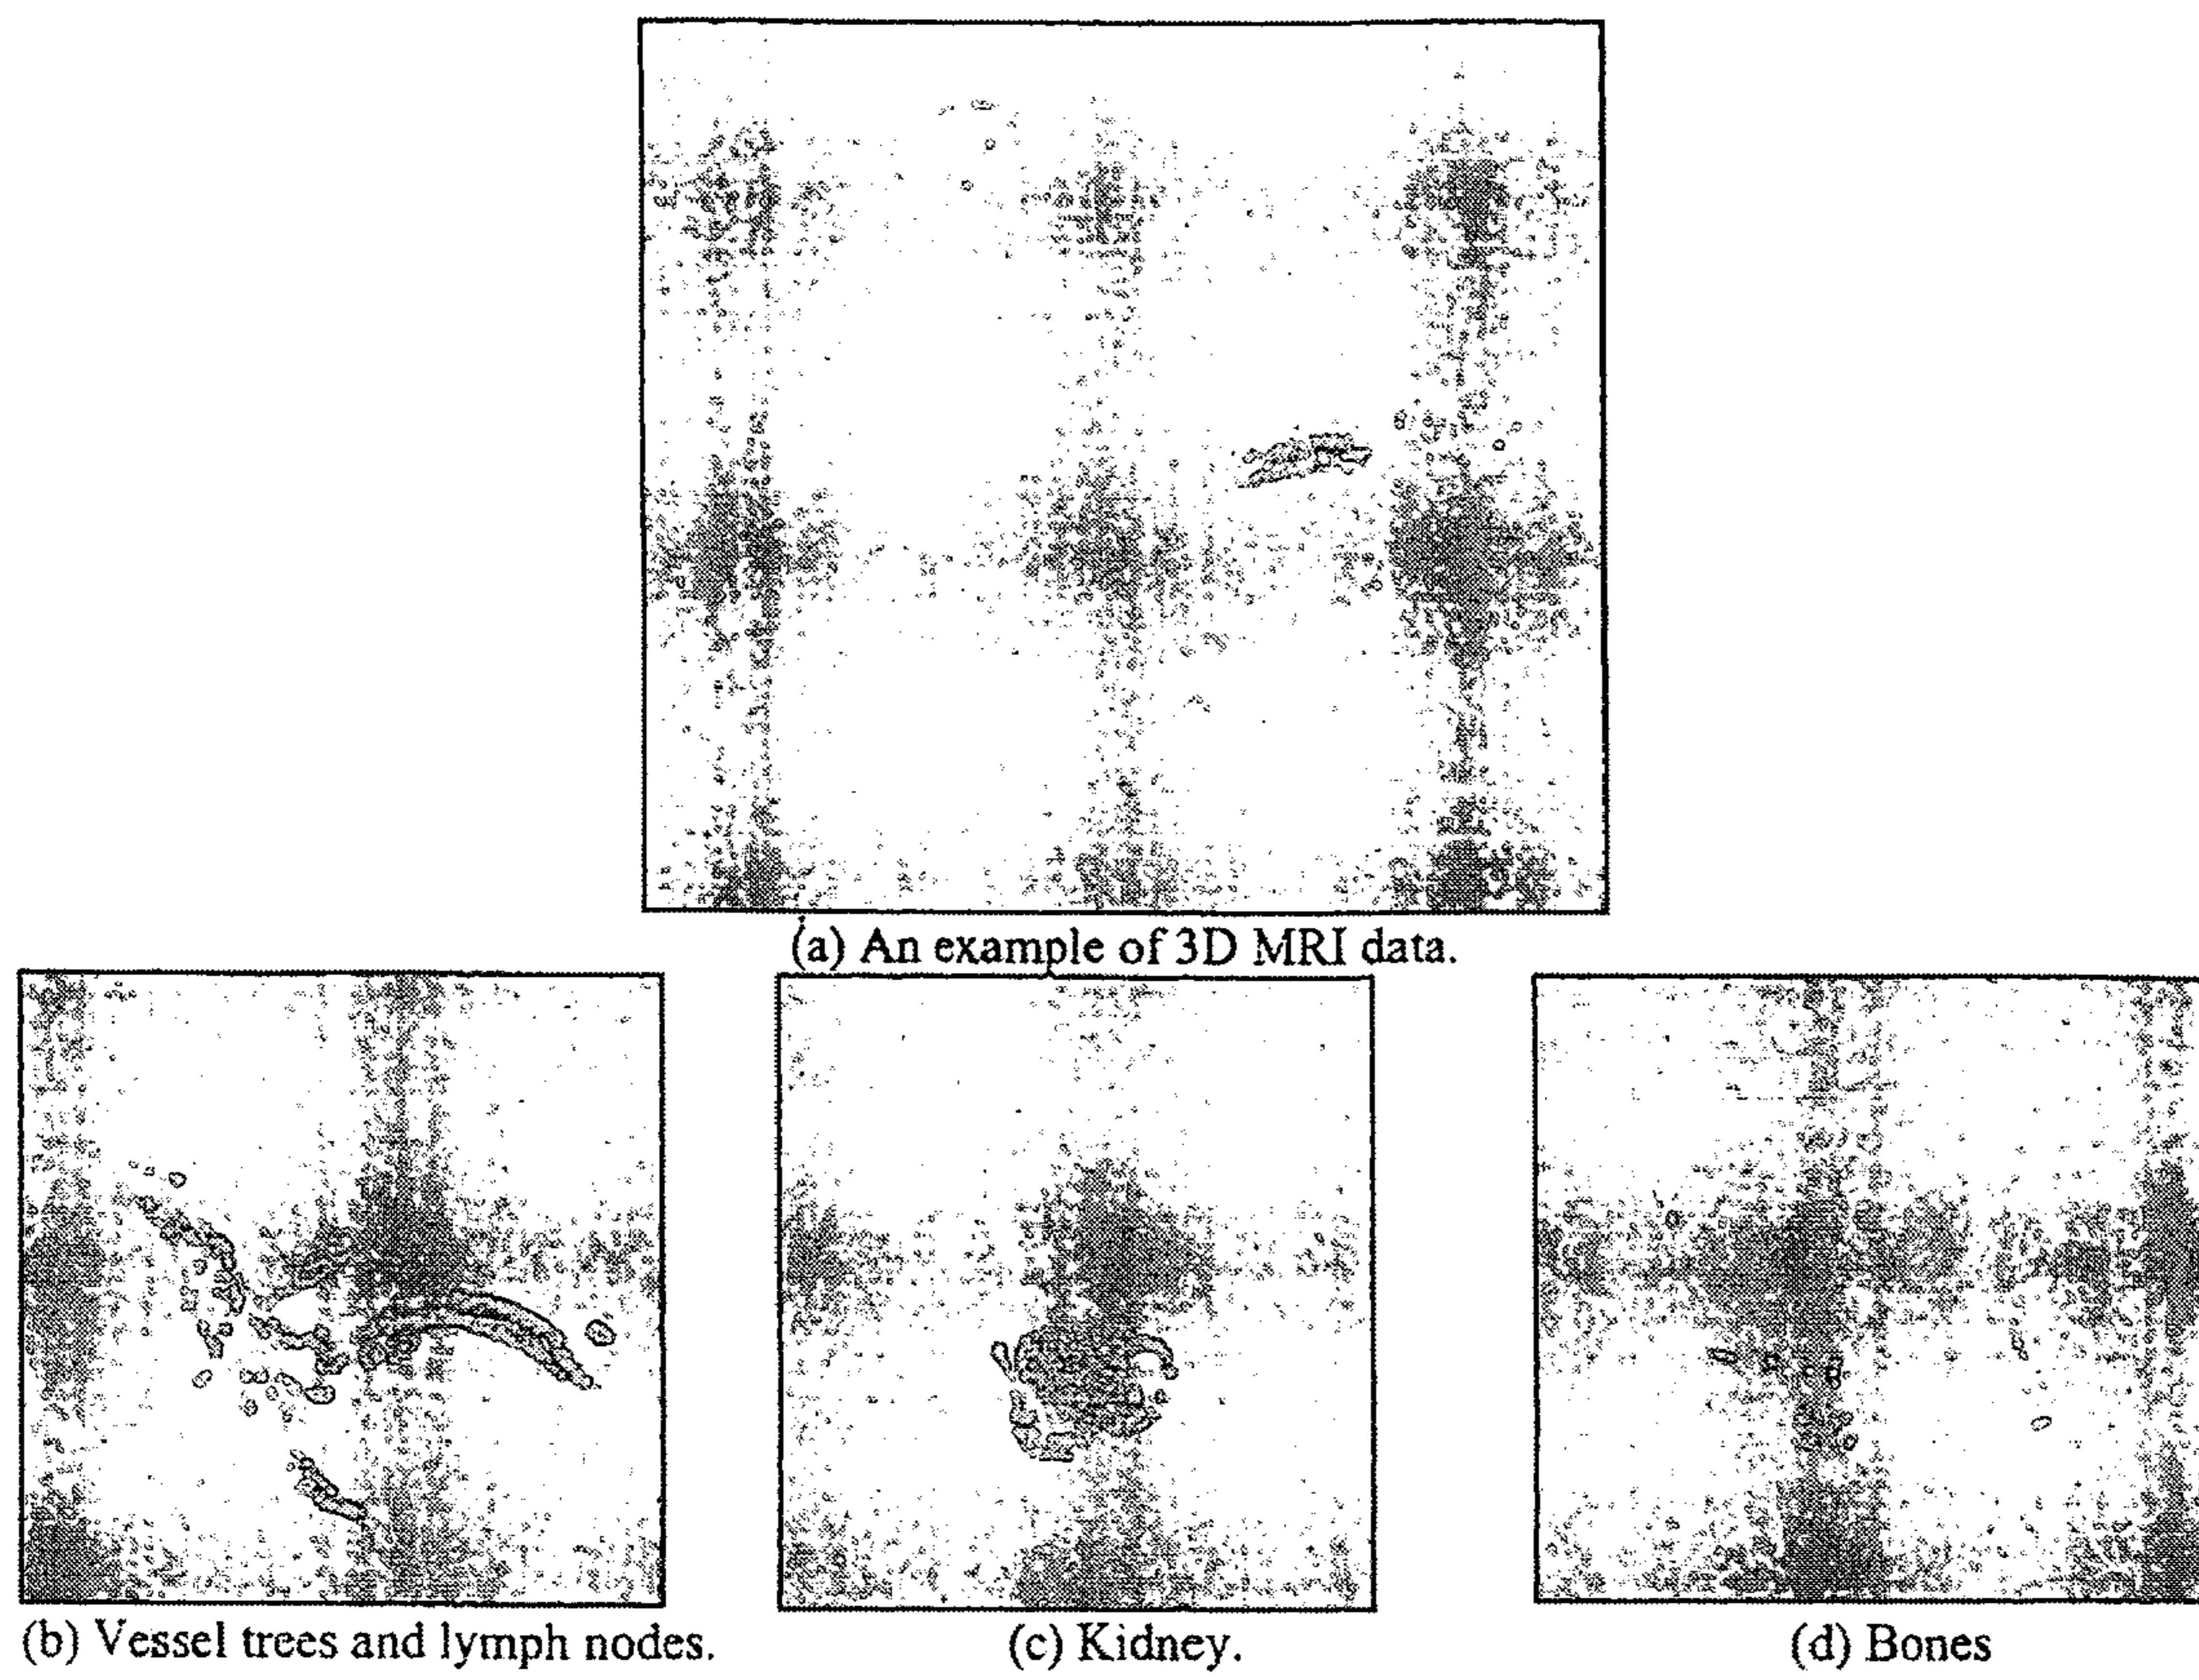 (a) An example of 3D MRI data.
(b) Vessel trees and lymph nodes.
(c) Kidney.
(d) Bones